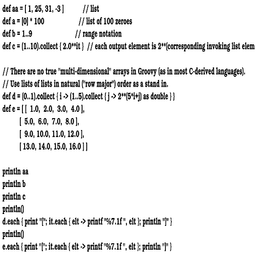 def aa = [ 1, 25, 31, -3 ] // list
def a = [0] * 100 // list of 100 zeroes
def b = 1..9 // range notation
def c = (1..10).collect { 2.0**it } // each output element is 2**(corresponding invoking list elem
// There are no true "multi-dimensional" arrays in Groovy (as in most C-derived languages).
// Use lists of lists in natural ("row major") order as a stand in.
def d = (0..1).collect { i -> (1..5).collect { j -> 2**(5*i+j) as double } }
def e = [ [ 1.0, 2.0, 3.0, 4.0 ],
[ 5.0, 6.0, 7.0, 8.0 ],
[ 9.0, 10.0, 11.0, 12.0 ],
[ 13.0, 14.0, 15.0, 16.0 ] ]
println aa
println b
println c
println()
d.each { print "["; it.each { elt -> printf "%7.1f", elt }; println "]" }
println()
e.each { print "["; it.each { elt -> printf "%7.1f", elt }; println "]" }